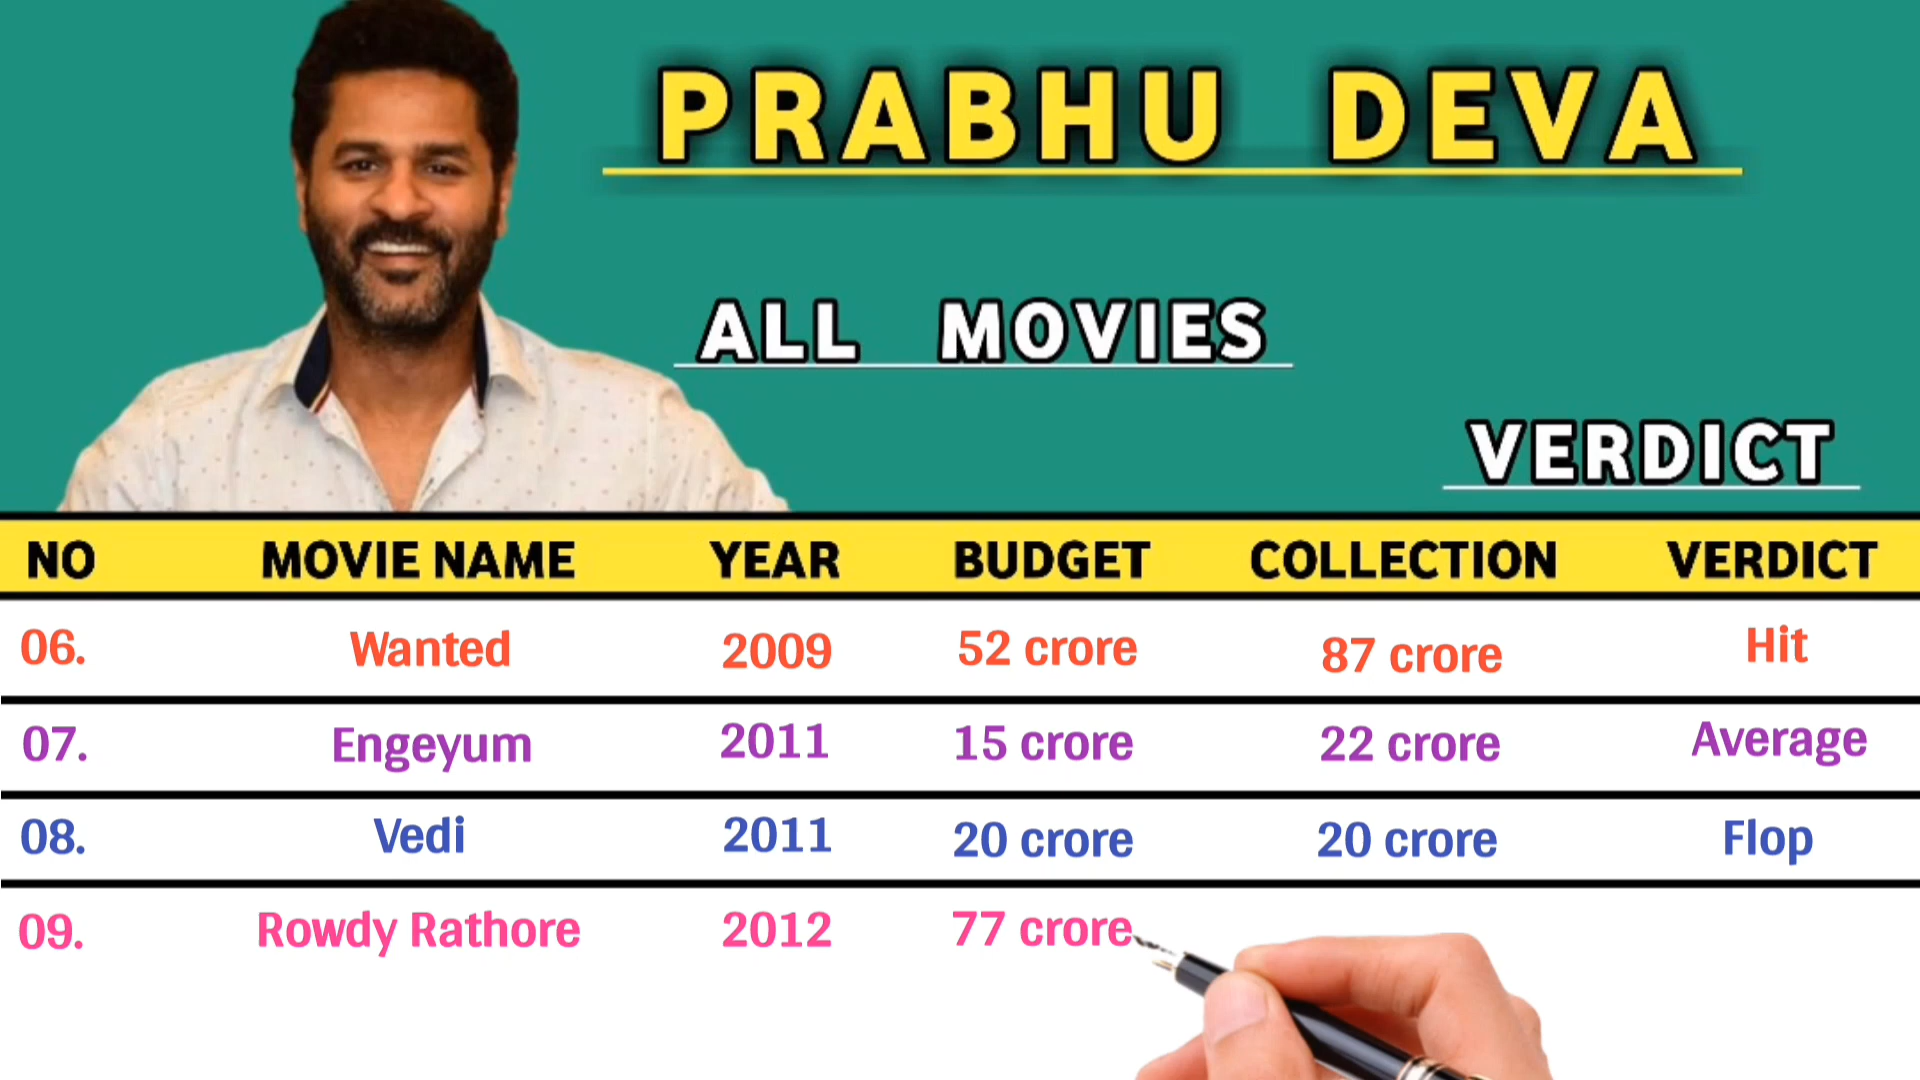 PRABHU DEVA
ALL MOVIES
VERDICT
NO MOVIE NAME YEAR BUDGET COLLECTION VERDICT
06. Wanted 2009 52 crore 87 crore Hit
07. Engeyum 2011 15 crore 22 crore Average
08. Vedi 2011 20 crore 20 crore Flop
09. Rowdy Rathore 2012 77 crore